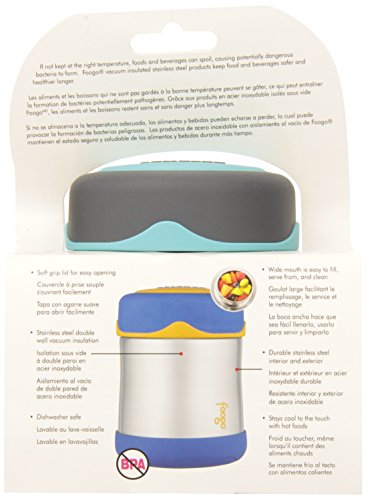 If not kept at the right temperature, foods and beverages can spoil, causing potentially dangerous
bacteria to form. Foogo® vacuum insulated stainless steel products keep food and beverages safer and
healthier longer.
Les aliments et les boissons qui ne sont pas gardés à la bonne température peuvent se gâter, ce qui peut entraîner
la formation de bactéries potentiellement pathogènes. Grâce aux produits en acier inoxydable isolés sous vide
Foogo®, les aliments et boissons restent sains et sans danger plus longtemps.
Si no se almacena a la temperatura adecuada, los alimentos y bebidas pueden echarse a perder, lo cual puede
provocar la formación de bacterias peligrosas. Los productos de acero inoxidable con aislamiento al vacío de Foogo®
mantienen el estado seguro y saludable de los alimentos y bebidas durante más tiempo.
• Soft grip lid for easy opening
Couvercle à prise souple
s'ouvrant facilement
Tapa con agarre suave
para abrir fácilmente
• Stainless steel double
wall vacuum insulation
Isolation sous vide
à double paroi en
acier inoxydable
Aislamiento al vacío
de doble pared de
acero inoxidable
• Dishwasher safe
Lavable au lave-vaisselle
Lavable en lavavajillas
BPA
foogo
• Wide mouth is easy to fill,
serve from, and clean
Goulot large facilitant le
remplissage, le service et
le nettoyage
La boca ancha hace que
sea fácil llenarla, usarla
para servir y limpiarla
• Durable stainless steel
interior and exterior
Intérieur et extérieur en acier
inoxydable durable
Resistente interior y exterior
de acero inoxidable
• Stays cool to the touch
with hot foods
Froid au toucher, même
lorsqu'il contient des
aliments chauds
Se mantiene frío al tacto
con alimentos calientes